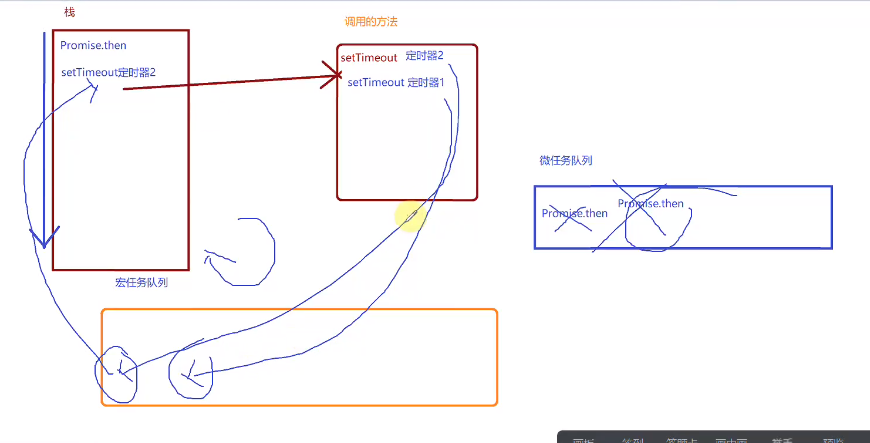 栈
调用的方法
Promise.then
setTimeout定时器2
setTimeout 定时器2
setTimeout 定时器1
微任务队列
Promise.then
Promise.then
宏任务队列